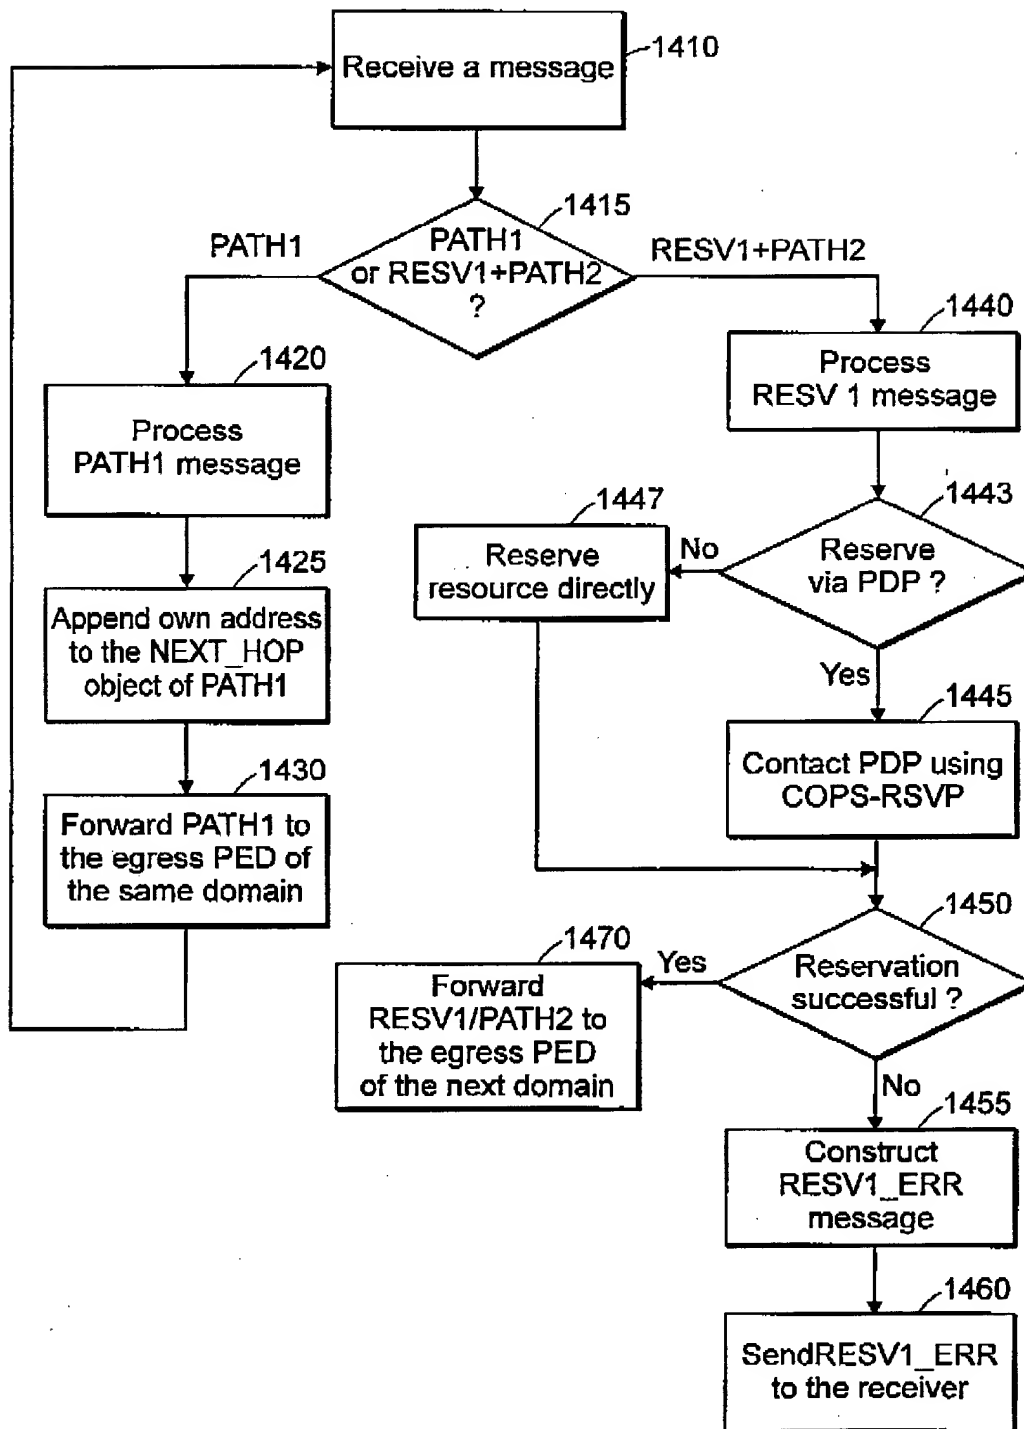 1410
Receive a message
1415
PATH1
PATH1
or RESV1+PATH2
?
RESV1+PATH2
1420
Process
PATH1 message
1425
Append own address
to the NEXT_HOP
object of PATH1
1430
Forward PATH1 to
the egress PED of
the same domain
1440
Process
RESV 1 message
1443
Reserve
via PDP ?
No
1447
Reserve
resource directly
Yes
1445
Contact PDP using
COPS-RSVP
1450
Reservation
successful ?
Yes
1470
Forward
RESV1/PATH2 to
the egress PED
of the next domain
No
1455
Construct
RESV1_ERR
message
1460
SendRESV1_ERR
to the receiver